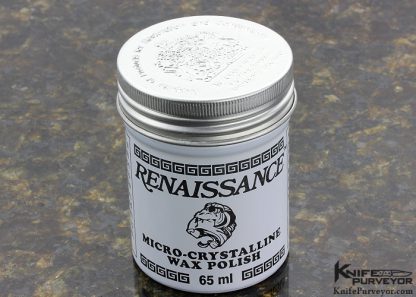 RENAISSANCE
MICRO-CRYSTALLINE
WAX POLISH
65 ml
KNIFE
PURVEYOR
KnifePurveyor.com